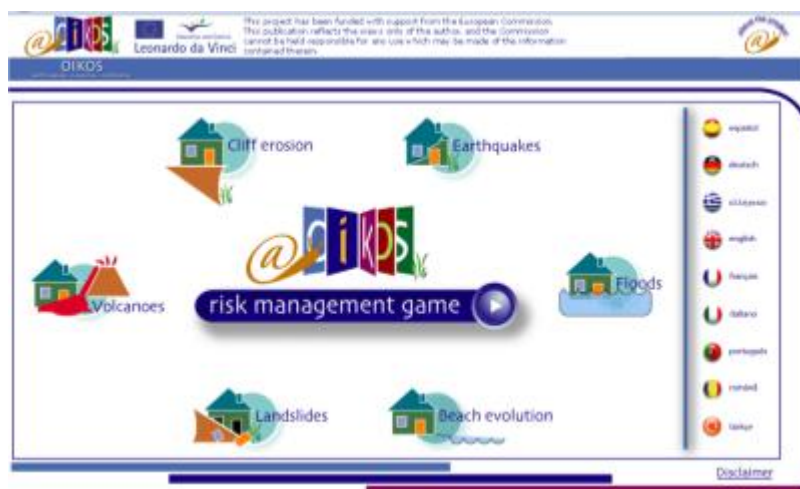 @OIKOS
Leonardo da Vinci
This project has been funded with support from the European Commission.
This publication reflects the views only of the author, and the Commission
cannot be held responsible for any use which may be made of the information
contained therein.
OIKOS
Cliff erosion
Earthquakes
@OIKOS
Volcanoes
risk management game
Floods
Landslides
Beach evolution
español
deutsch
ελληνικα
english
français
italiano
português
română
türkçe
Disclaimer